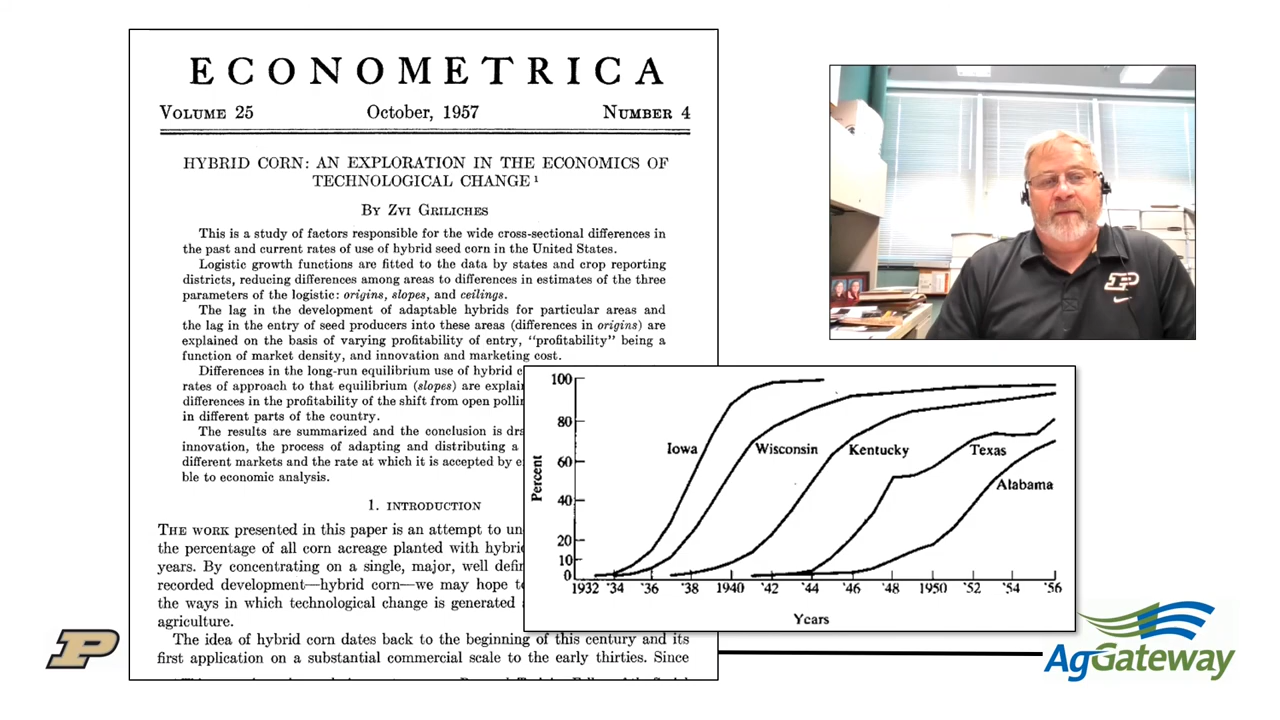 ECONOMETRICA
VOLUME 25 October, 1957 NUMBER 4
HYBRID CORN: AN EXPLORATION IN THE ECONOMICS OF
TECHNOLOGICAL CHANGE 1
BY ZVI GRILICHES
This is a study of factors responsible for the wide cross-sectional differences in
the past and current rates of use of hybrid seed corn in the United States.
Logistic growth functions are fitted to the data by states and crop reporting
districts, reducing differences among areas to differences in estimates of the three
parameters of the logistic: origins, slopes, and ceilings.
The lag in the development of adaptable hybrids for particular areas and
the lag in the entry of seed producers into these areas (differences in origins) are
explained on the basis of varying profitability of entry, "profitability" being a
function of market density, and innovation and marketing cost.
Differences in the long-run equilibrium use of hybrid c
rates of approach to that equilibrium (slopes) are explai
differences in the profitability of the shift from open pollin
in different parts of the country.
The results are summarized and the conclusion is dra
innovation, the process of adapting and distributing a
different markets and the rate at which it is accepted by e
ble to economic analysis.
1. INTRODUCTION
THE WORK presented in this paper is an attempt to un
the percentage of all corn acreage planted with hybri
years. By concentrating on a single, major, well defin
recorded development—hybrid corn—we may hope t
the ways in which technological change is generated
agriculture.
The idea of hybrid corn dates back to the beginning of this century and its
first application on a substantial commercial scale to the early thirties. Since
100
80
60
40
20
10
0
Percent
Iowa
Wisconsin
Kentucky
Texas
Alabama
1932 '34 '36 '38 1940 '42 '44 '46 '48 1950 '52 '54 '56
Years
P
P
AgGateway